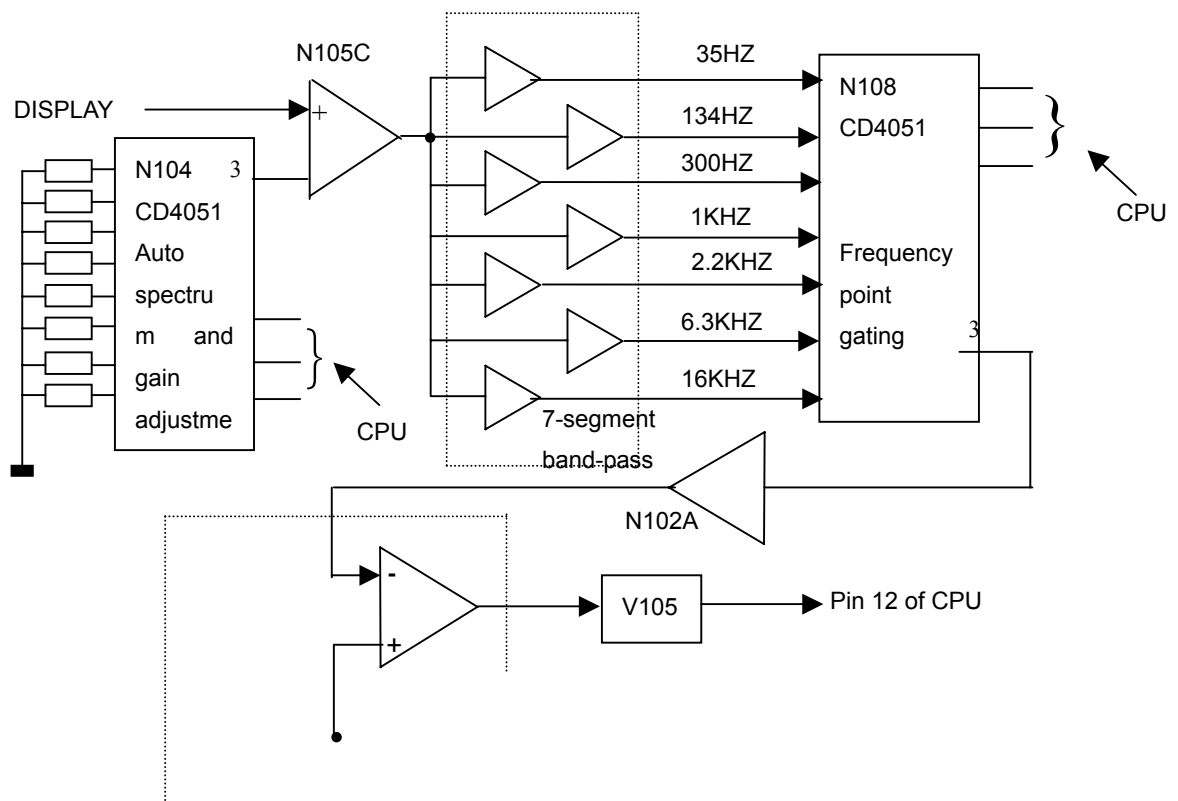 N105C
DISPLAY
+
N104 3
CD4051
Auto
spectru
m and
gain
adjustme
CPU
35HZ
134HZ
300HZ
1KHZ
2.2KHZ
6.3KHZ
16KHZ
7-segment
band-pass
N108
CD4051
Frequency
point
gating
3
CPU
N102A
-
+
V105
Pin 12 of CPU